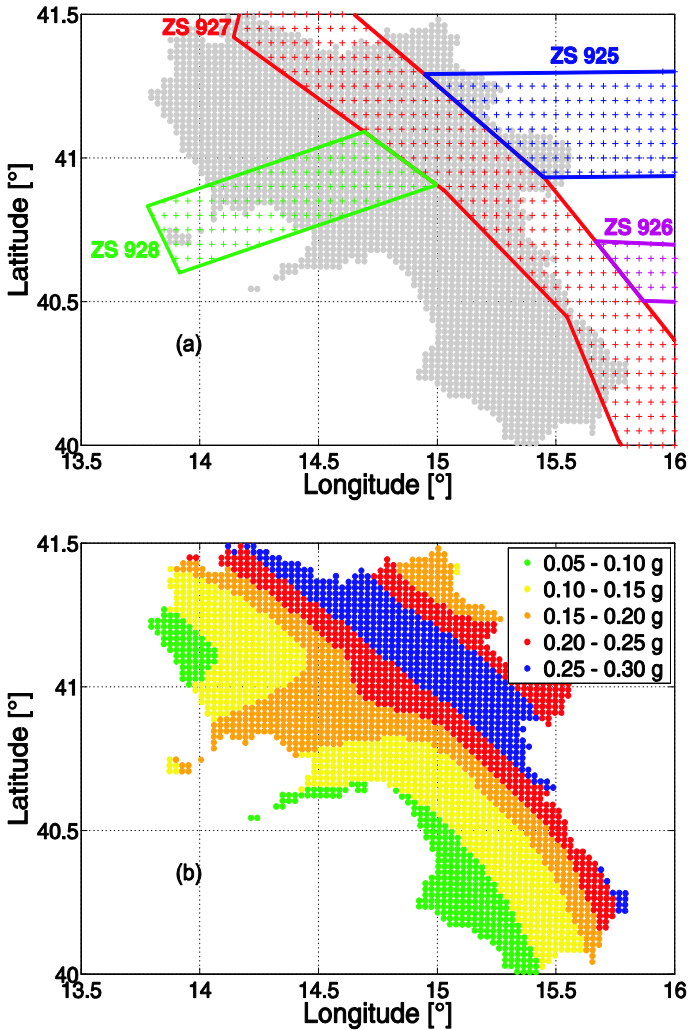 41.5
ZS 927
ZS 925
Latitude [°]
41
ZS 926
ZS 928
40.5
(a)
40
13.5 14 14.5 15 15.5 16
Longitude [°]
41.5
0.05 - 0.10 g
0.10 - 0.15 g
0.15 - 0.20 g
0.20 - 0.25 g
0.25 - 0.30 g
Latitude [°]
41
40.5
(b)
40
13.5 14 14.5 15 15.5 16
Longitude [°]